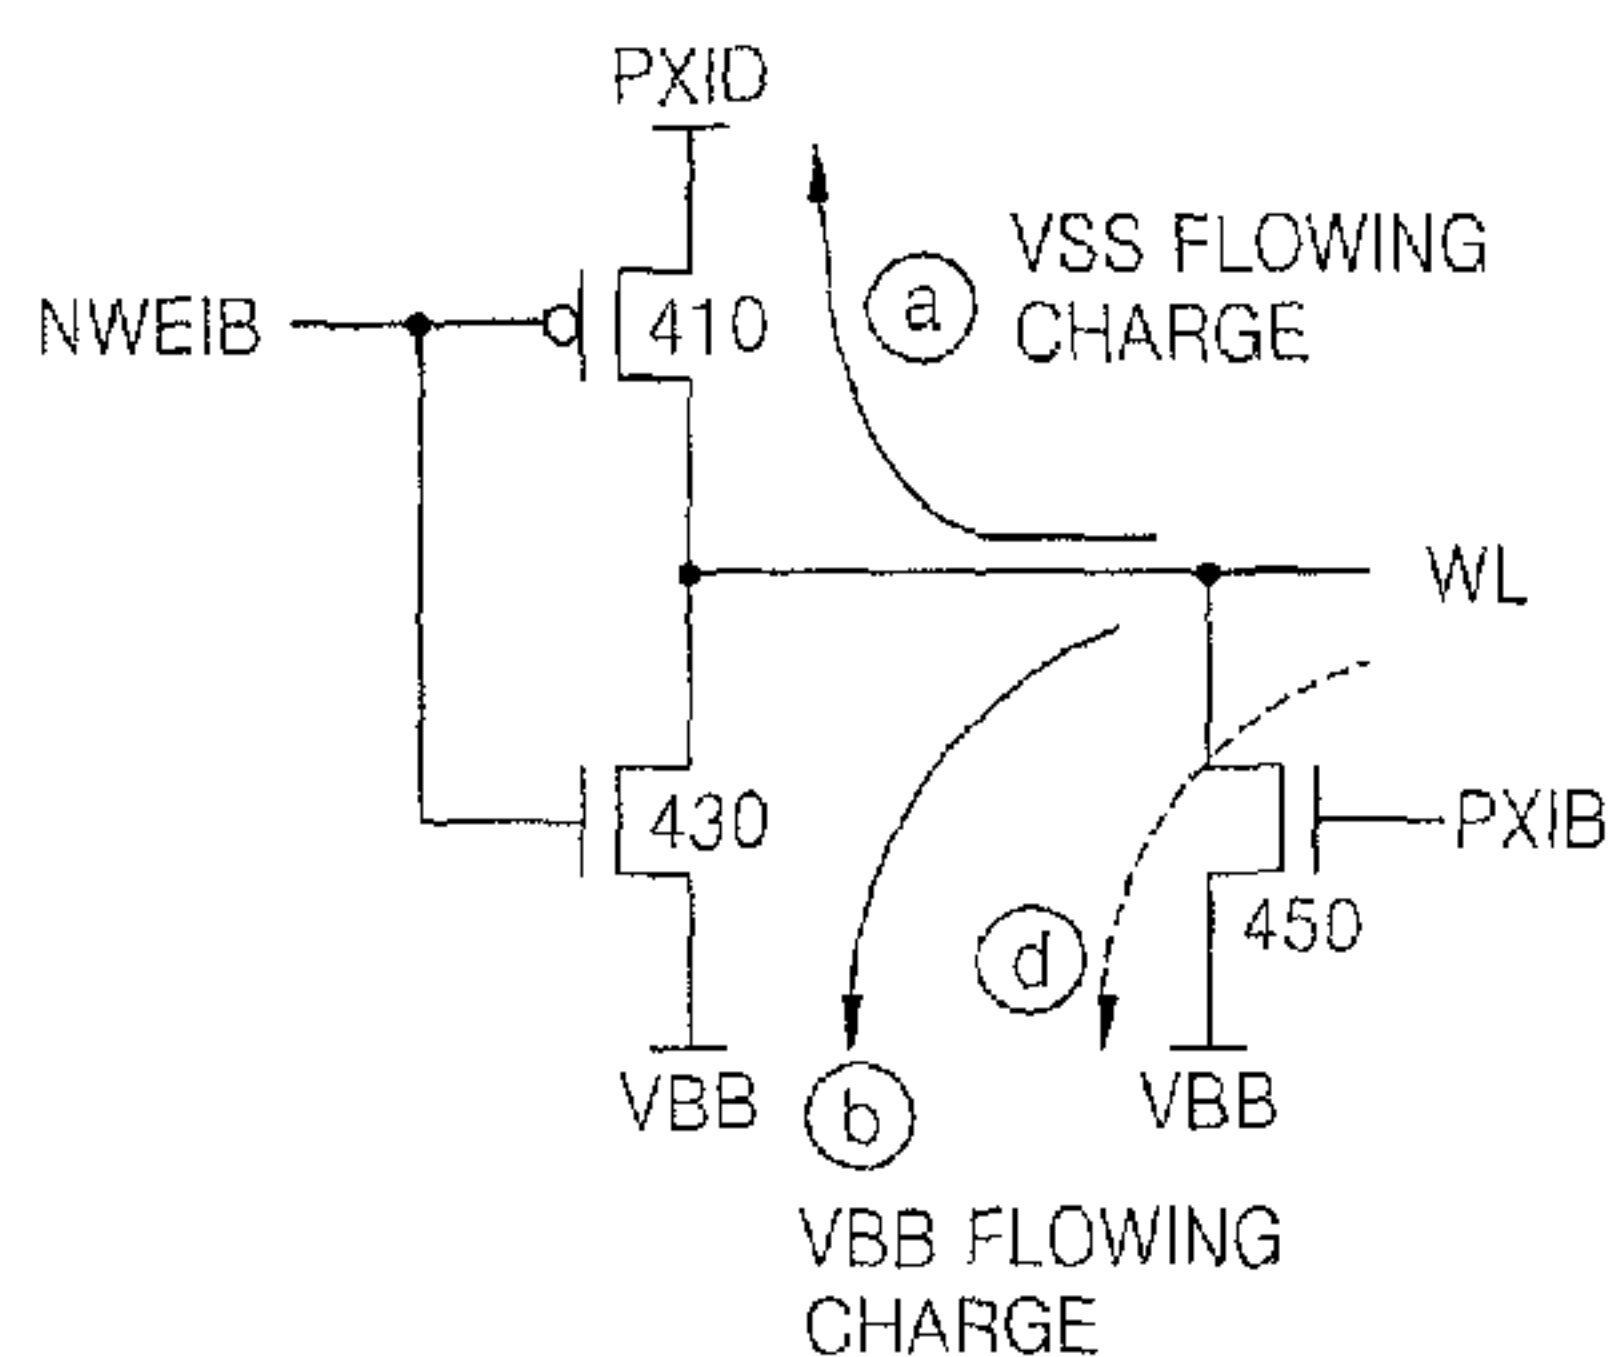 PXID
VSS FLOWING
CHARGE
a
NWEIB
410
WL
430
PXIB
450
d
VBB
VBB
b
VBB FLOWING
CHARGE